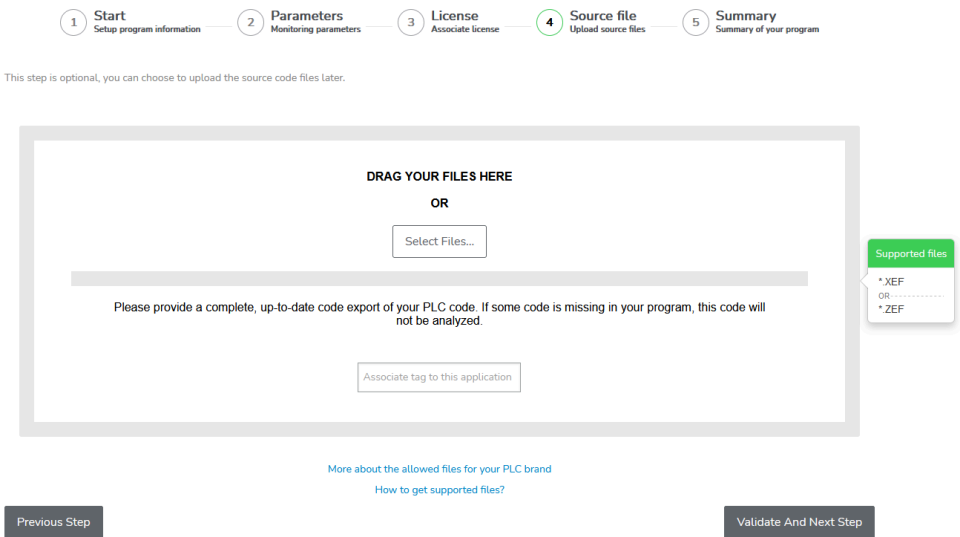 1 Start
Setup program information
2 Parameters
Monitoring parameters
3 License
Associate license
4 Source file
Upload source files
5 Summary
Summary of your program
This step is optional, you can choose to upload the source code files later.
DRAG YOUR FILES HERE
OR
Select Files...
Supported files
*.XEF
OR
*.ZEF
Please provide a complete, up-to-date code export of your PLC code. If some code is missing in your program, this code will
not be analyzed.
Associate tag to this application
More about the allowed files for your PLC brand
How to get supported files?
Previous Step
Validate And Next Step